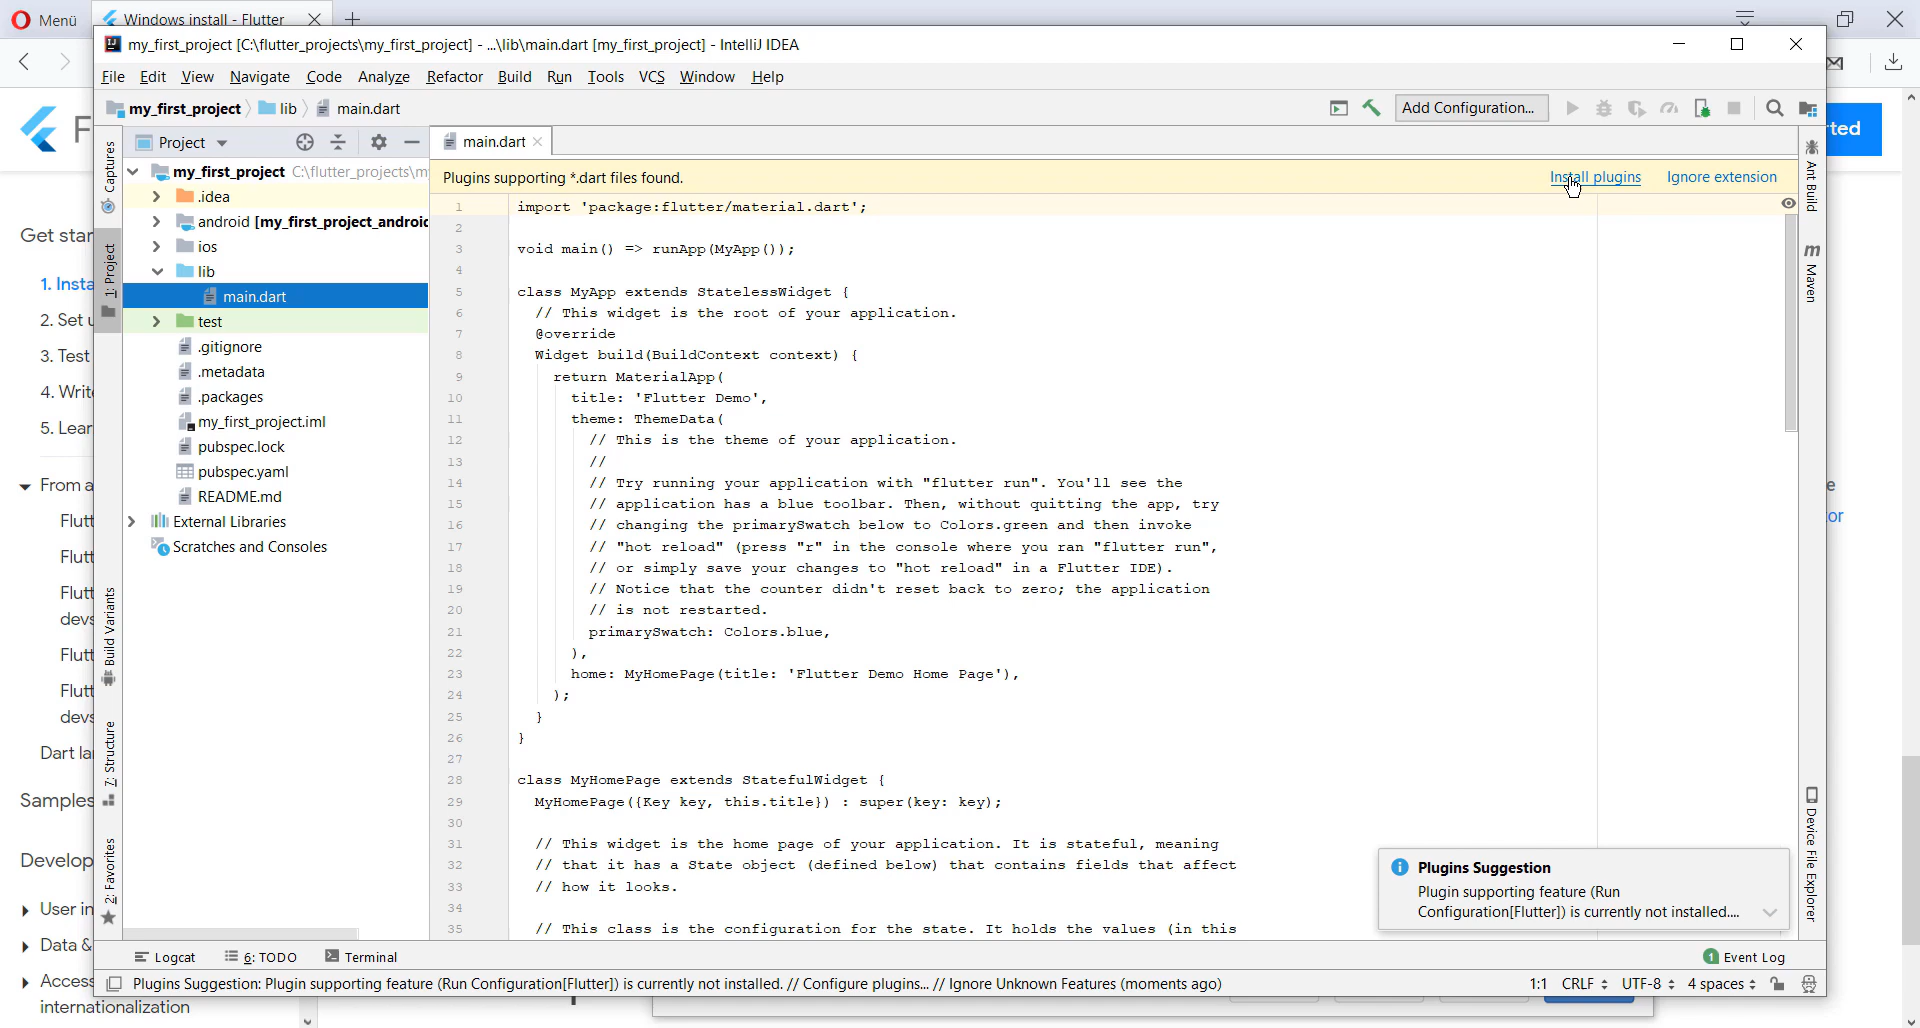 Menü
Windows install - Flutter
my_first_project [C:\flutter_projects\my_first_project] - ...\lib\main.dart [my_first_project] - IntelliJ IDEA
File Edit View Navigate Code Analyze Refactor Build Run Tools VCS Window Help
my_first_project lib main.dart
Add Configuration...
Project
main.dart
Plugins supporting *.dart files found.
Install plugins
Ignore extension
my_first_project C:\flutter_projects\my
.idea
android [my_first_project_android
ios
lib
main.dart
test
.gitignore
.metadata
.packages
my_first_project.iml
pubspec.lock
pubspec.yaml
README.md
External Libraries
Scratches and Consoles
Captures
1: Project
Build Variants
7: Structure
2: Favorites
1 import 'package:flutter/material.dart';
2
3 void main() => runApp(MyApp());
4
5 class MyApp extends StatelessWidget {
6 // This widget is the root of your application.
7 @override
8 Widget build(BuildContext context) {
9 return MaterialApp(
10 title: 'Flutter Demo',
11 theme: ThemeData(
12 // This is the theme of your application.
13 //
14 // Try running your application with "flutter run". You'll see the
15 // application has a blue toolbar. Then, without quitting the app, try
16 // changing the primarySwatch below to Colors.green and then invoke
17 // "hot reload" (press "r" in the console where you ran "flutter run",
18 // or simply save your changes to "hot reload" in a Flutter IDE).
19 // Notice that the counter didn't reset back to zero; the application
20 // is not restarted.
21 primarySwatch: Colors.blue,
22 ),
23 home: MyHomePage(title: 'Flutter Demo Home Page'),
24 );
25 }
26 }
27
28 class MyHomePage extends StatefulWidget {
29 MyHomePage({Key key, this.title}) : super(key: key);
30
31 // This widget is the home page of your application. It is stateful, meaning
32 // that it has a State object (defined below) that contains fields that affect
33 // how it looks.
34
35 // This class is the configuration for the state. It holds the values (in this
Plugins Suggestion
Plugin supporting feature (Run
Configuration[Flutter]) is currently not installed....
Ant Build
m Maven
Device File Explorer
Logcat
6: TODO
Terminal
1 Event Log
Plugins Suggestion: Plugin supporting feature (Run Configuration[Flutter]) is currently not installed. // Configure plugins... // Ignore Unknown Features (moments ago)
1:1 CRLF UTF-8 4 spaces
F
rted
Get star
1. Insta
2. Set u
3. Test
4. Write
5. Lear
From a
Flutt
Flutt
Flutt
devs
Flutt
Flutt
devs
Dart la
Samples
Develop
User in
Data &
Access
internationalization
e
or